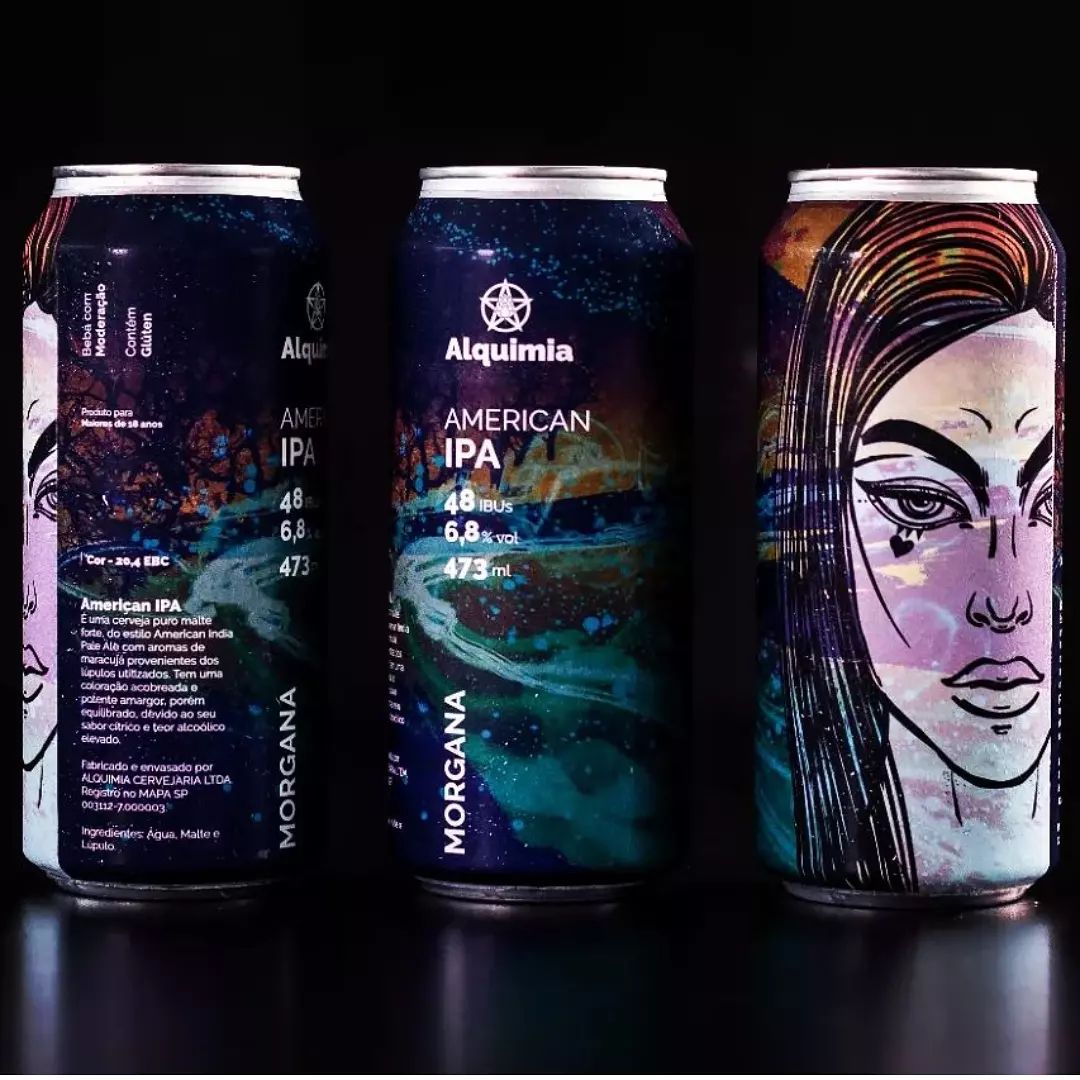 Beba com
Moderação
Contém
Glúten
Produto para
Maiores de 18 anos
Cor - 20,4 EBC
American IPA
É uma cerveja puro malte
forte, do estilo American India
Pale Ale com aromas de
maracujá provenientes dos
lúpulos utilizados. Tem uma
coloração acobreada e
potente amargor, porém
equilibrado, devido ao seu
sabor cítrico e teor alcoólico
elevado.
Fabricado e envasado por
ALQUIMIA CERVEJARIA LTDA
Registro no MAPA SP
003112-7.000003
Ingredientes: Água, Malte e
Lúpulo.
Alqui
AME
IPA
48
6,8
473
MORGANA
Alquimia
AMERICAN
IPA
48 IBUs
6,8 % vol
473 ml
MORGANA